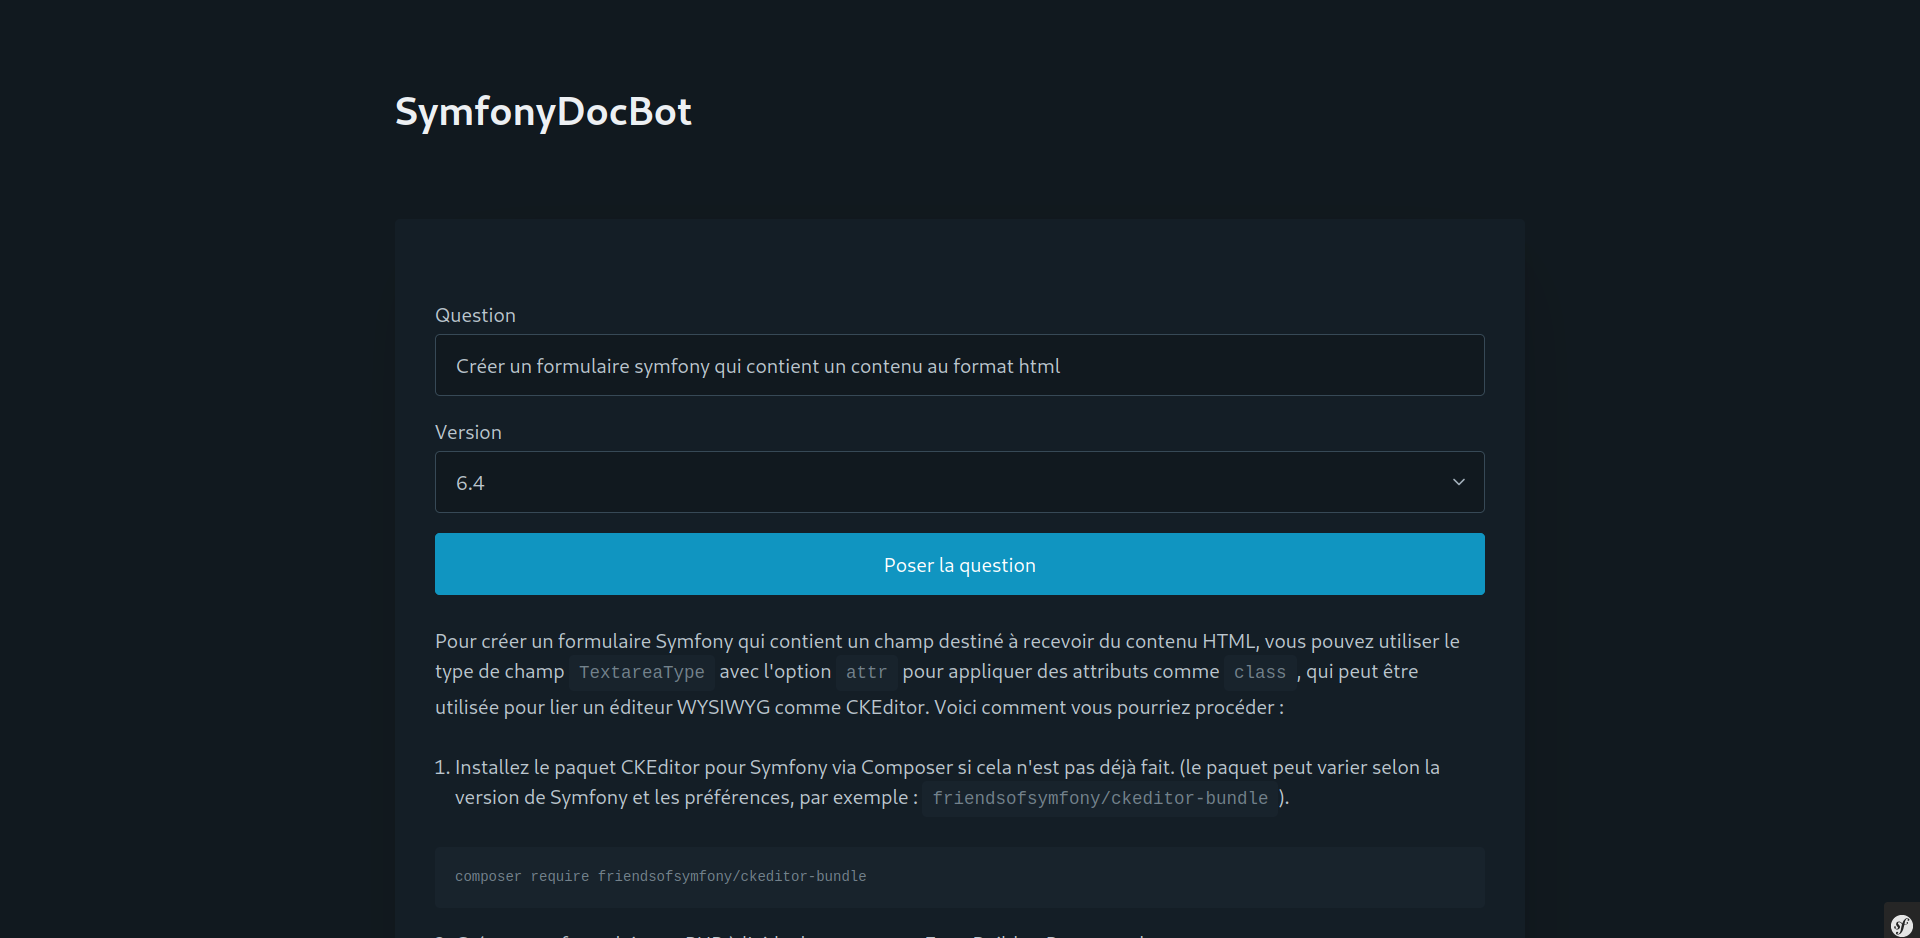 SymfonyDocBot
Question
Créer un formulaire symfony qui contient un contenu au format html
Version
6.4
Poser la question
Pour créer un formulaire Symfony qui contient un champ destiné à recevoir du contenu HTML, vous pouvez utiliser le
type de champ TextareaType avec l'option attr pour appliquer des attributs comme class , qui peut être
utilisée pour lier un éditeur WYSIWYG comme CKEditor. Voici comment vous pourriez procéder :
1. Installez le paquet CKEditor pour Symfony via Composer si cela n'est pas déjà fait. (le paquet peut varier selon la
version de Symfony et les préférences, par exemple : friendsofsymfony/ckeditor-bundle ).
composer require friendsofsymfony/ckeditor-bundle
sf